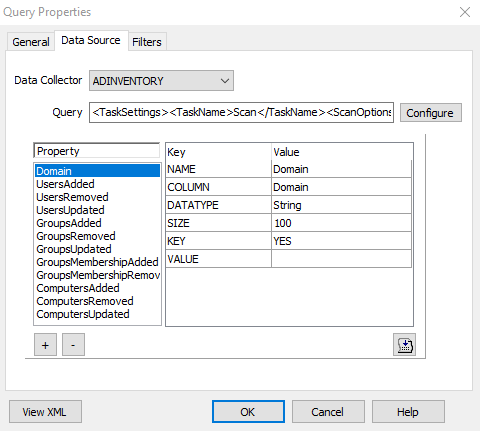 Query Properties
General Data Source Filters
Data Collector ADINVENTORY
Query <TaskSettings><TaskName>Scan</TaskName><ScanOptions Configure
Property Key Value
Domain NAME Domain
UsersAdded COLUMN Domain
UsersRemoved DATATYPE String
UsersUpdated SIZE 100
GroupsAdded KEY YES
GroupsRemoved VALUE
GroupsUpdated
GroupsMembershipAdded
GroupsMembershipRemov
ComputersAdded
ComputersRemoved
ComputersUpdated
+ -
View XML OK Cancel Help